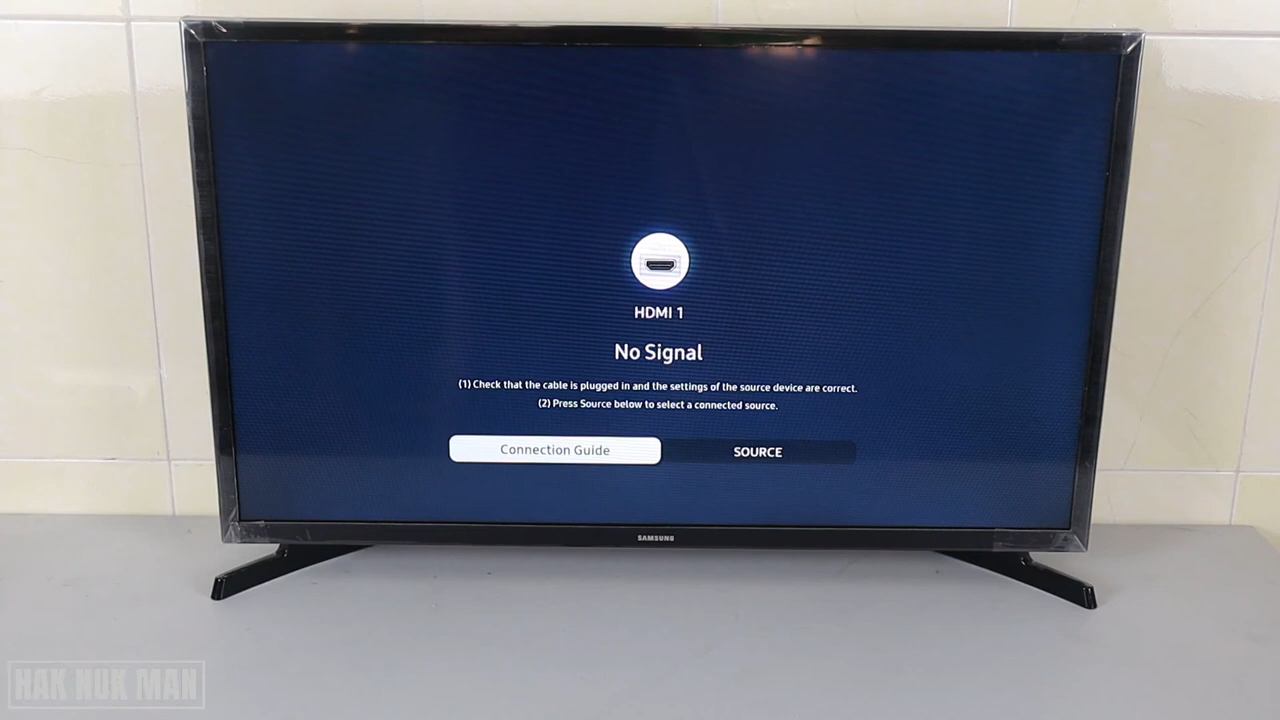 HDMI 1
No Signal
(1) Check that the cable is plugged in and the settings of the source device are correct.
(2) Press Source below to select a connected source.
Connection Guide
SOURCE
SAMSUNG
HAK NUK MAN